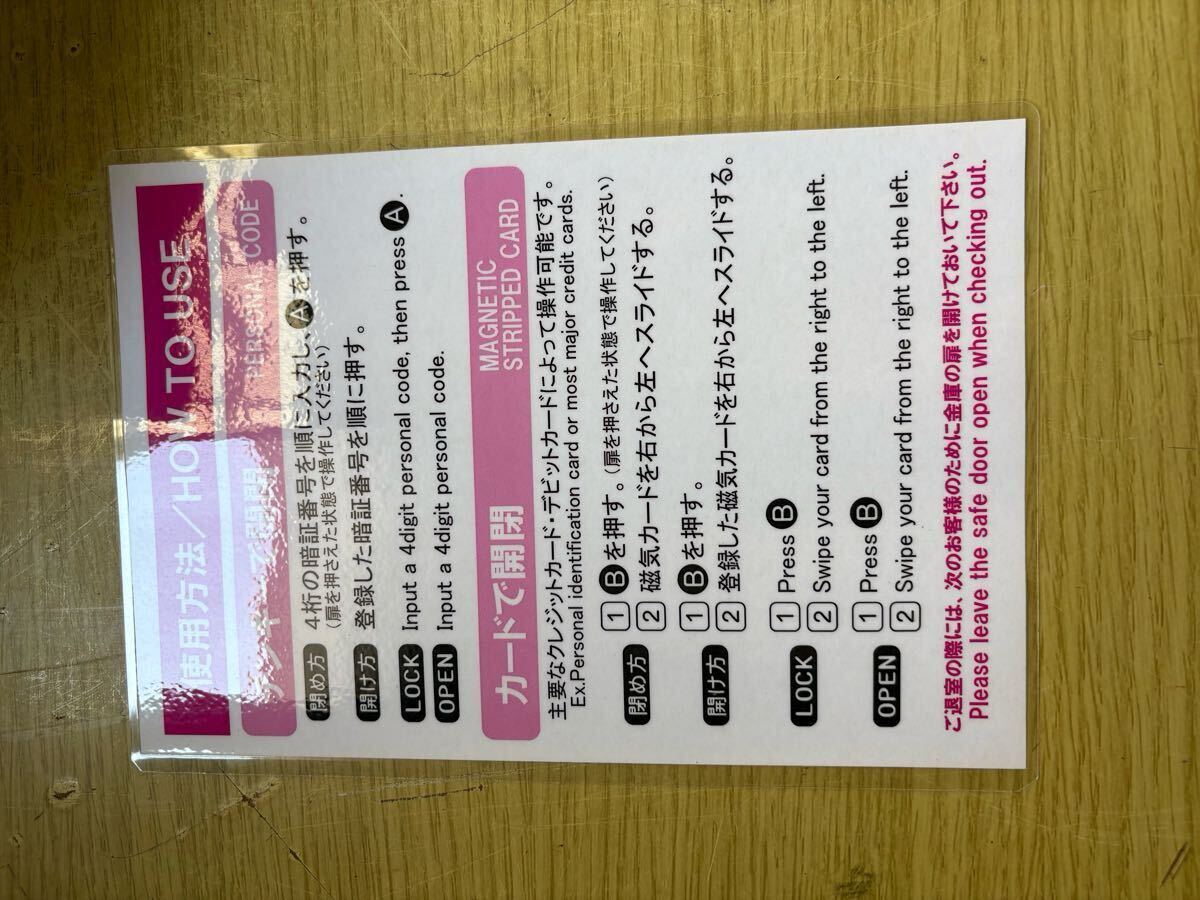 使用方法／HOW TO USE
テンキーで開閉 PERSONAL CODE
閉め方 4桁の暗証番号を順に入力し、Aを押す。
（扉を押さえた状態で操作してください）
開け方 登録した暗証番号を順に押す。
LOCK Input a 4digit personal code, then press A.
OPEN Input a 4digit personal code.
カードで開閉 MAGNETIC
STRIPPED CARD
主要なクレジットカード・デビットカードによって操作可能です。
Ex.Personal identification card or most major credit cards.
閉め方 1 Bを押す。（扉を押さえた状態で操作してください）
2 磁気カードを右から左へスライドする。
開け方 1 Bを押す。
2 登録した磁気カードを右から左へスライドする。
LOCK 1 Press B
2 Swipe your card from the right to the left.
OPEN 1 Press B
2 Swipe your card from the right to the left.
ご退室の際には、次のお客様のために金庫の扉を開けておいて下さい。
Please leave the safe door open when checking out.